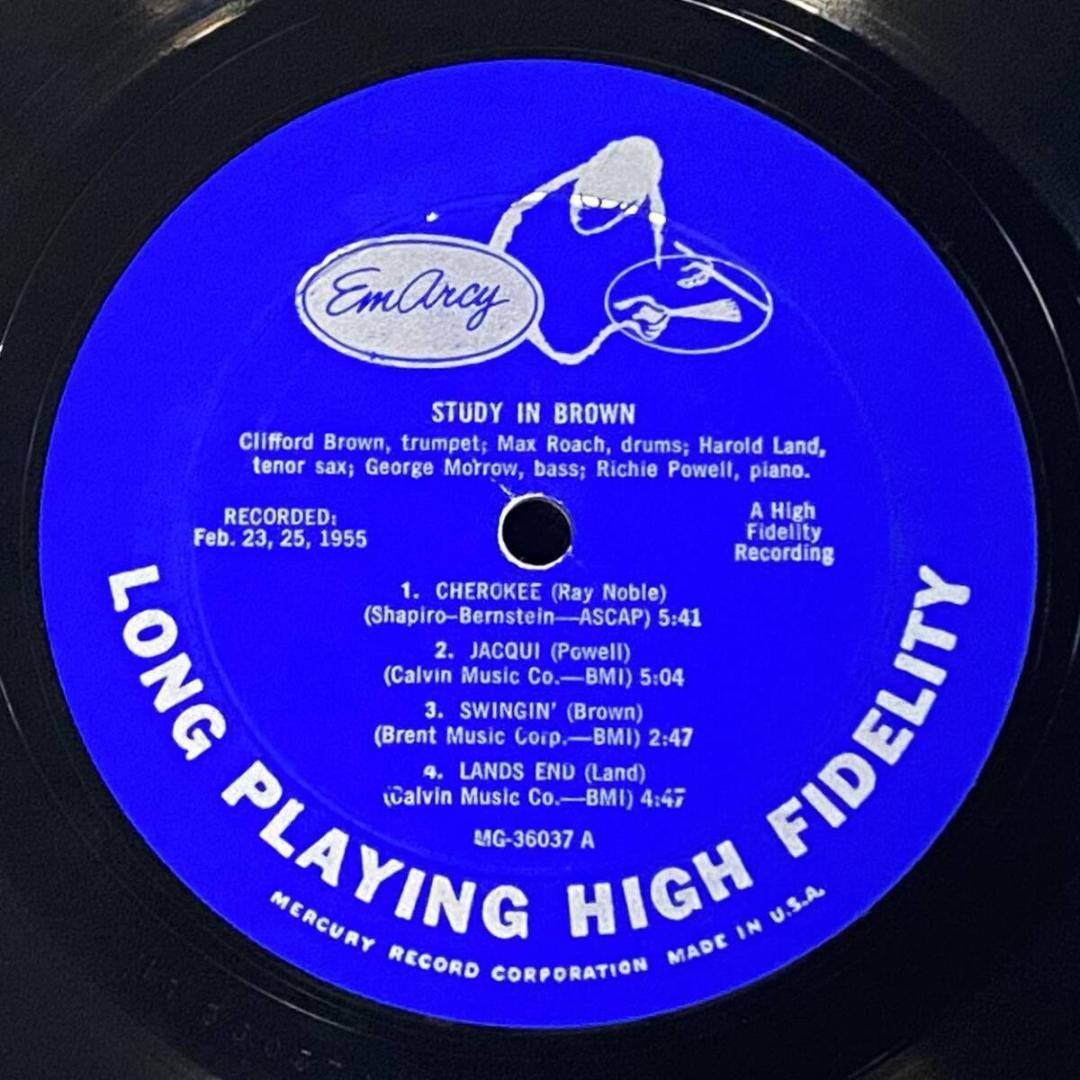 EmArcy
STUDY IN BROWN
Clifford Brown, trumpet; Max Roach, drums; Harold Land,
tenor sax; George Morrow, bass; Richie Powell, piano.
RECORDED:
Feb. 23, 25, 1955
A High
Fidelity
Recording
1. CHEROKEE (Ray Noble)
(Shapiro–Bernstein—ASCAP) 5:41
2. JACQUI (Powell)
(Calvin Music Co.—BMI) 5:04
3. SWINGIN' (Brown)
(Brent Music Corp.—BMI) 2:47
4. LANDS END (Land)
(Calvin Music Co.—BMI) 4:47
MG-36037 A
LONG PLAYING HIGH FIDELITY
MERCURY RECORD CORPORATION MADE IN U.S.A.